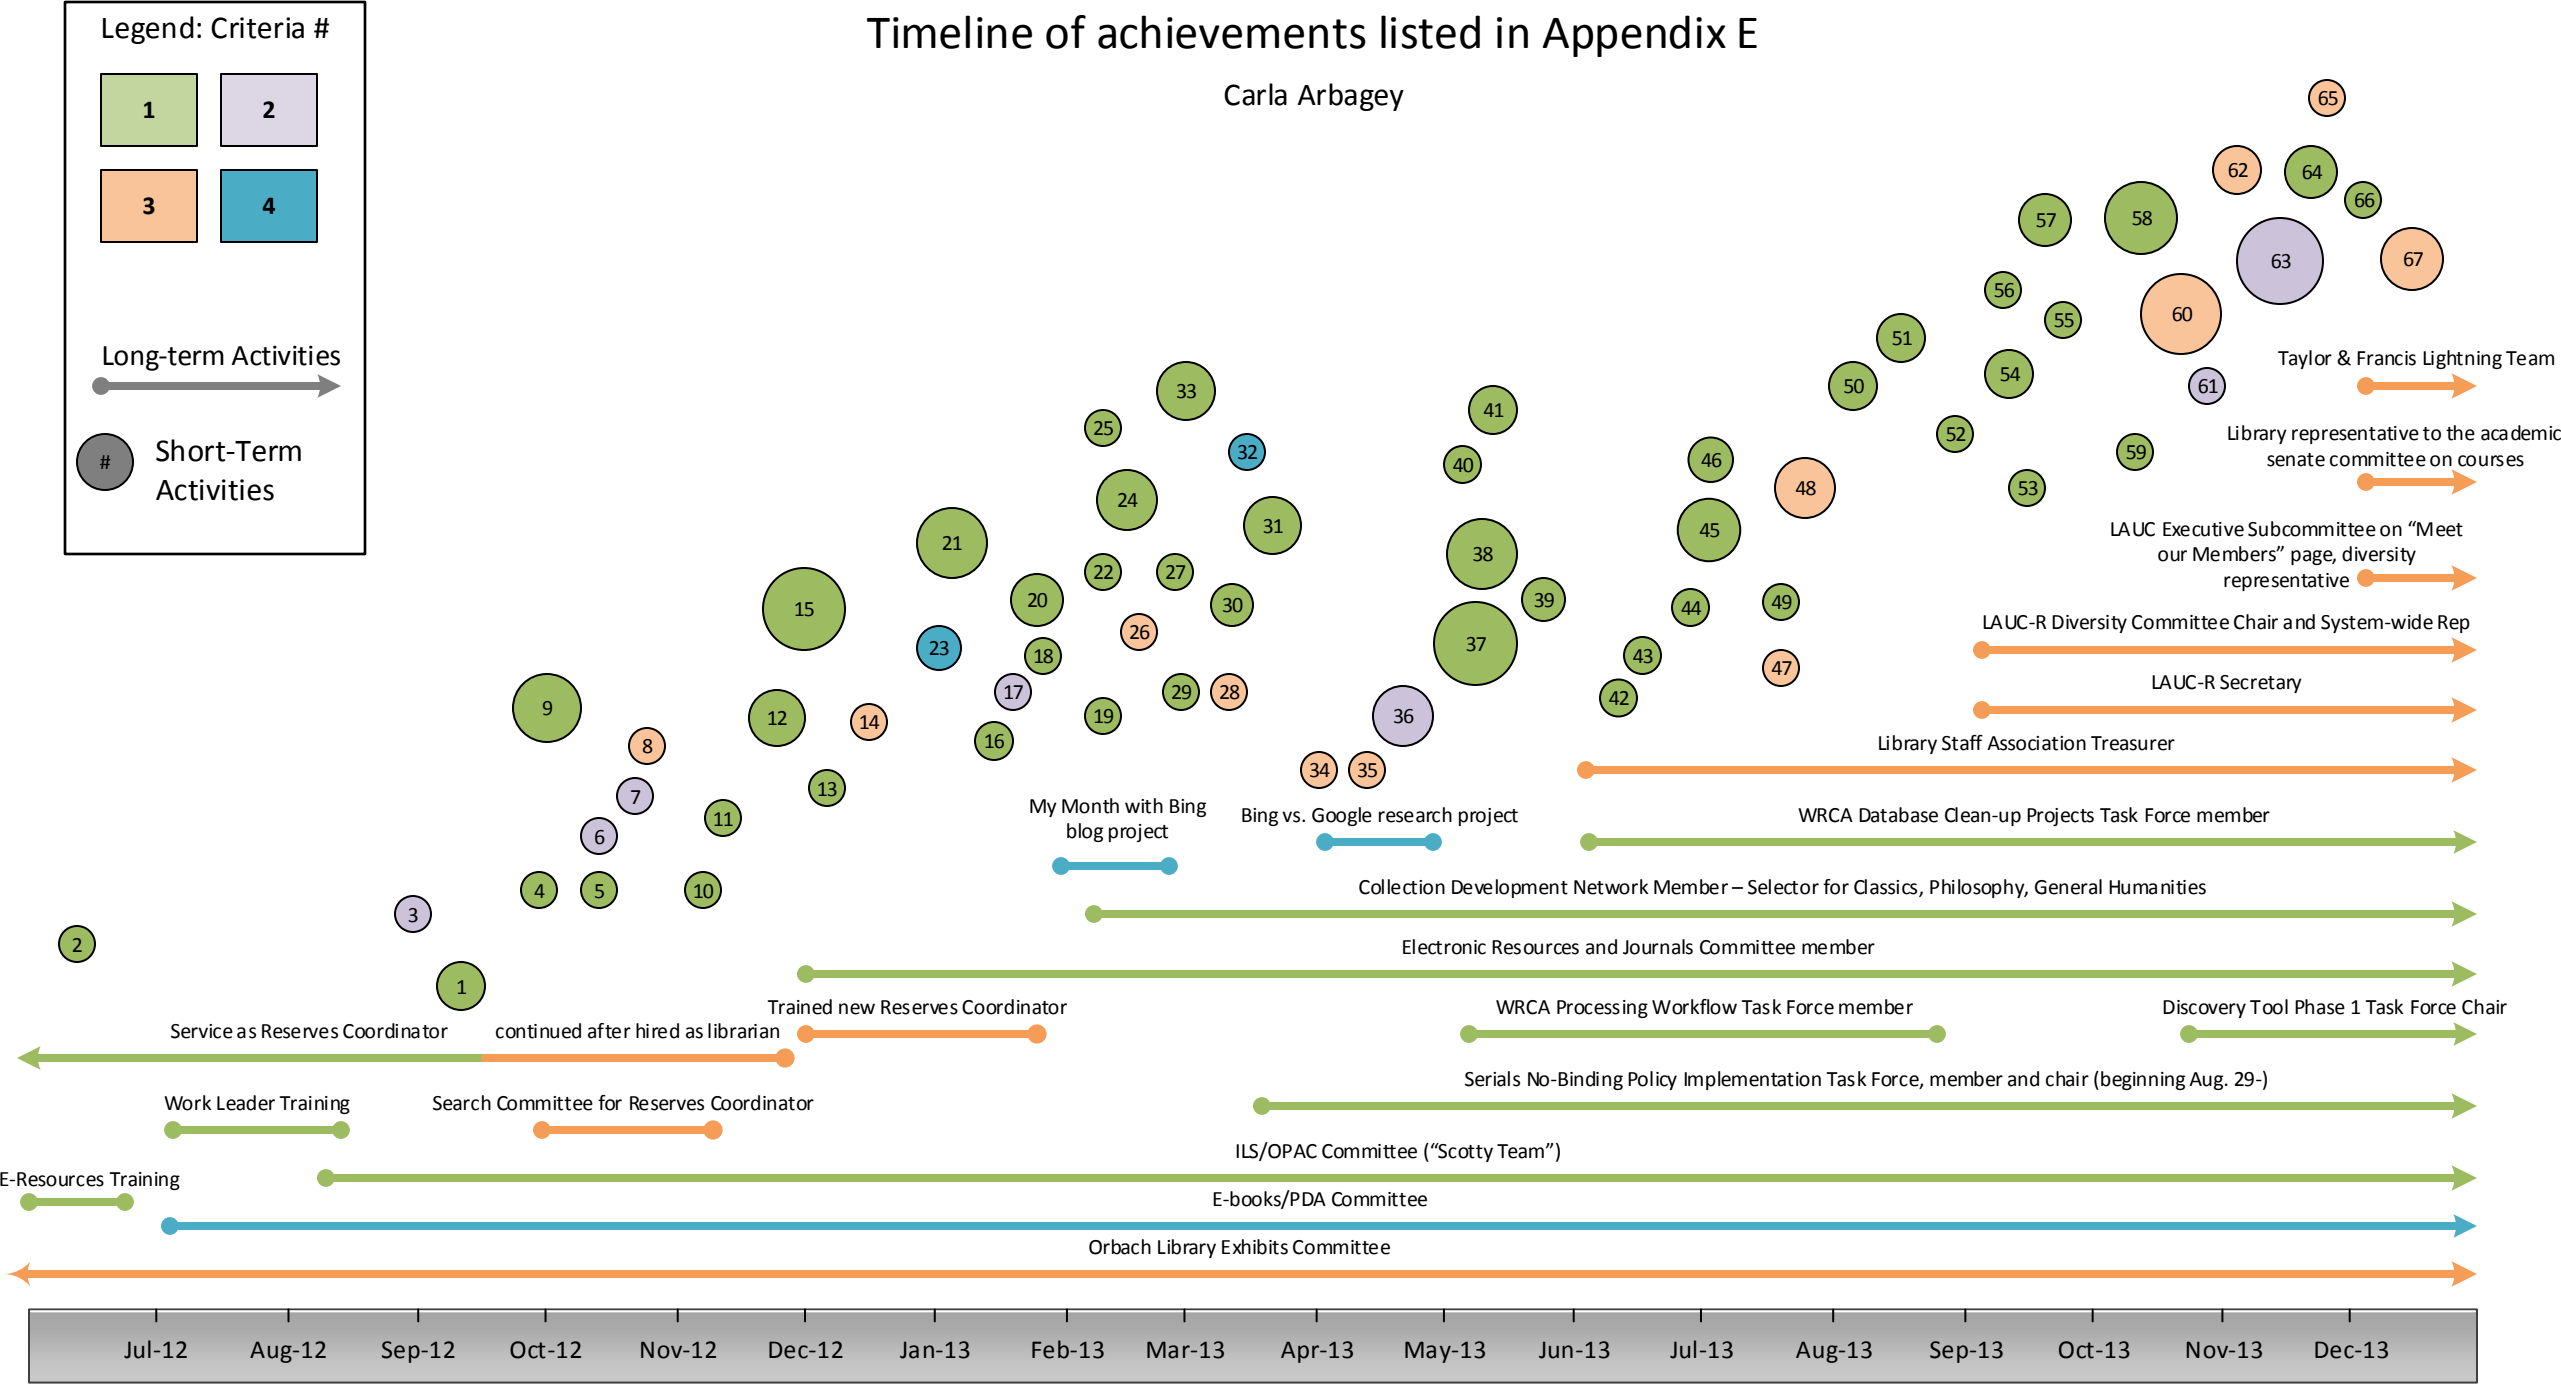 Legend: Criteria #
1
2
3
4
Long-term Activities
#
Short-Term
Activities
Timeline of achievements listed in Appendix E
Carla Arbagey
65
62
64
66
57
58
63
67
56
55
60
51
54
61
50
33
41
25
52
32
40
59
46
24
48
53
31
45
21
38
22
27
20
15
30
39
44
49
26
37
23
18
43
47
17
29
28
42
9
12
14
19
36
16
8
34
35
13
7
11
6
4
5
10
3
2
1
Taylor & Francis Lightning Team
Library representative to the academic
senate committee on courses
LAUC Executive Subcommittee on “Meet
our Members” page, diversity
representative
LAUC-R Diversity Committee Chair and System-wide Rep
LAUC-R Secretary
Library Staff Association Treasurer
My Month with Bing
blog project
Bing vs. Google research project
WRCA Database Clean-up Projects Task Force member
Collection Development Network Member – Selector for Classics, Philosophy, General Humanities
Electronic Resources and Journals Committee member
Trained new Reserves Coordinator
WRCA Processing Workflow Task Force member
Discovery Tool Phase 1 Task Force Chair
Service as Reserves Coordinator
continued after hired as librarian
Serials No-Binding Policy Implementation Task Force, member and chair (beginning Aug. 29-)
Work Leader Training
Search Committee for Reserves Coordinator
ILS/OPAC Committee (“Scotty Team”)
E-Resources Training
E-books/PDA Committee
Orbach Library Exhibits Committee
Jul-12
Aug-12
Sep-12
Oct-12
Nov-12
Dec-12
Jan-13
Feb-13
Mar-13
Apr-13
May-13
Jun-13
Jul-13
Aug-13
Sep-13
Oct-13
Nov-13
Dec-13